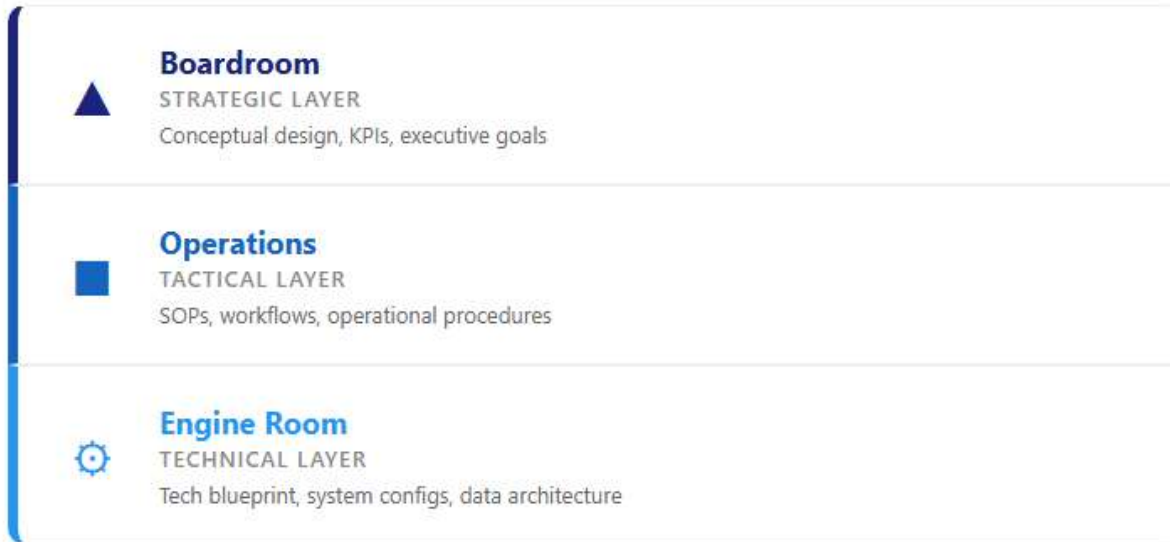 Boardroom
STRATEGIC LAYER
Conceptual design, KPIs, executive goals
Operations
TACTICAL LAYER
SOPs, workflows, operational procedures
Engine Room
TECHNICAL LAYER
Tech blueprint, system configs, data architecture